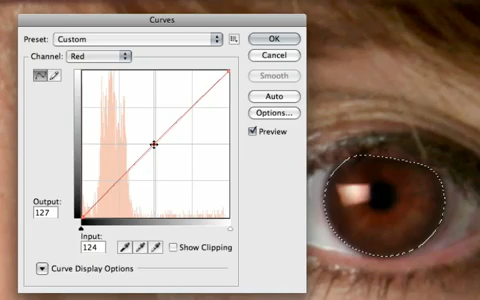 Curves
Preset: Custom
OK
Channel: Red
Cancel
Smooth
Auto
Options...
Preview
Output:
127
Input:
124
Show Clipping
Curve Display Options